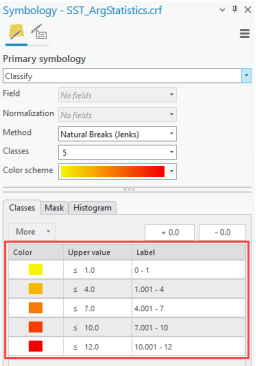 Symbology - SST_ArgStatistics.crf
Primary symbology
Classify
Field No fields
Normalization No fields
Method Natural Breaks (Jenks)
Classes 5
Color scheme
Classes Mask Histogram
More + 0.0 - 0.0
Color Upper value Label
≤ 1.0 0 - 1
≤ 4.0 1.001 - 4
≤ 7.0 4.001 - 7
≤ 10.0 7.001 - 10
≤ 12.0 10.001 - 12